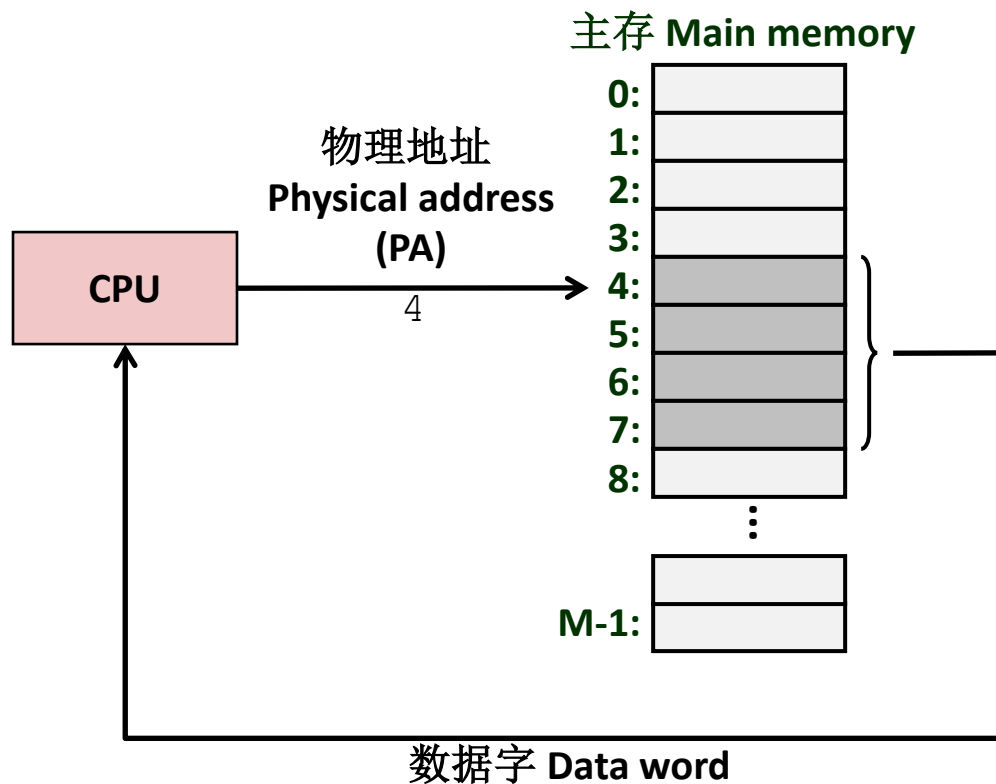 主存 Main memory
物理地址
Physical address
(PA)
CPU
4
0:
1:
2:
3:
4:
5:
6:
7:
8:
⋮
M-1:
数据字 Data word